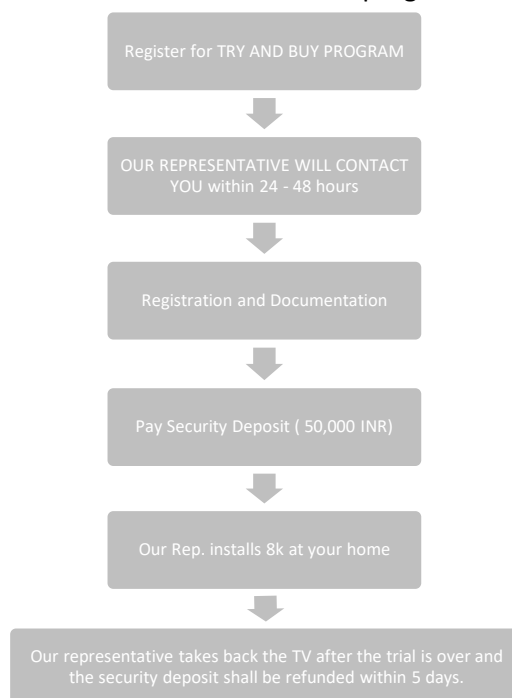 Register for TRY AND BUY PROGRAM
OUR REPRESENTATIVE WILL CONTACT
YOU within 24 - 48 hours
Registration and Documentation
Pay Security Deposit ( 50,000 INR)
Our Rep. installs 8k at your home
Our representative takes back the TV after the trial is over and
the security deposit shall be refunded within 5 days.